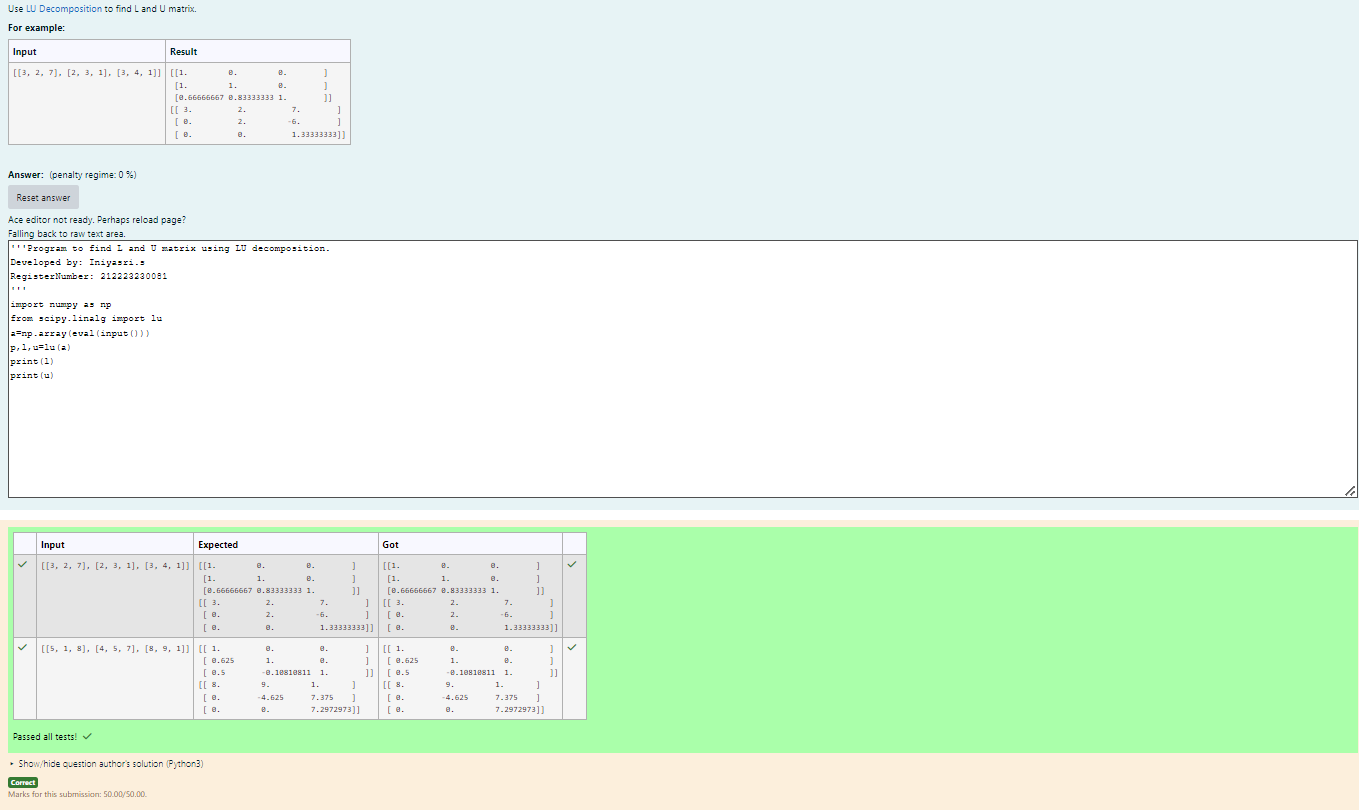 Use LU Decomposition to find L and U matrix.
For example:
Input Result
[[3, 2, 7], [2, 3, 1], [3, 4, 1]] [[1. 0. 0. ]
[1. 1. 0. ]
[0.66666667 0.83333333 1. ]]
[[ 3. 2. 7. ]
[ 0. 2. -6. ]
[ 0. 0. 1.33333333]]
Answer: (penalty regime: 0 %)
Reset answer
Ace editor not ready. Perhaps reload page?
Falling back to raw text area.
'''Program to find L and U matrix using LU decomposition.
Developed by: Iniyasri.s
RegisterNumber: 212223230081
'''
import numpy as np
from scipy.linalg import lu
a=np.array(eval(input()))
p,l,u=lu(a)
print(l)
print(u)
Input Expected Got
[[3, 2, 7], [2, 3, 1], [3, 4, 1]] [[1. 0. 0. ] [[1. 0. 0. ]
[1. 1. 0. ] [1. 1. 0. ]
[0.66666667 0.83333333 1. ]] [0.66666667 0.83333333 1. ]]
[[ 3. 2. 7. ] [[ 3. 2. 7. ]
[ 0. 2. -6. ] [ 0. 2. -6. ]
[ 0. 0. 1.33333333]] [ 0. 0. 1.33333333]]
[[5, 1, 8], [4, 5, 7], [8, 9, 1]] [[ 1. 0. 0. ] [[ 1. 0. 0. ]
[ 0.625 1. 0. ] [ 0.625 1. 0. ]
[ 0.5 -0.10810811 1. ]] [ 0.5 -0.10810811 1. ]]
[[ 8. 9. 1. ] [[ 8. 9. 1. ]
[ 0. -4.625 7.375 ] [ 0. -4.625 7.375 ]
[ 0. 0. 7.2972973]] [ 0. 0. 7.2972973]]
Passed all tests!
Show/hide question author's solution (Python3)
Correct
Marks for this submission: 50.00/50.00.